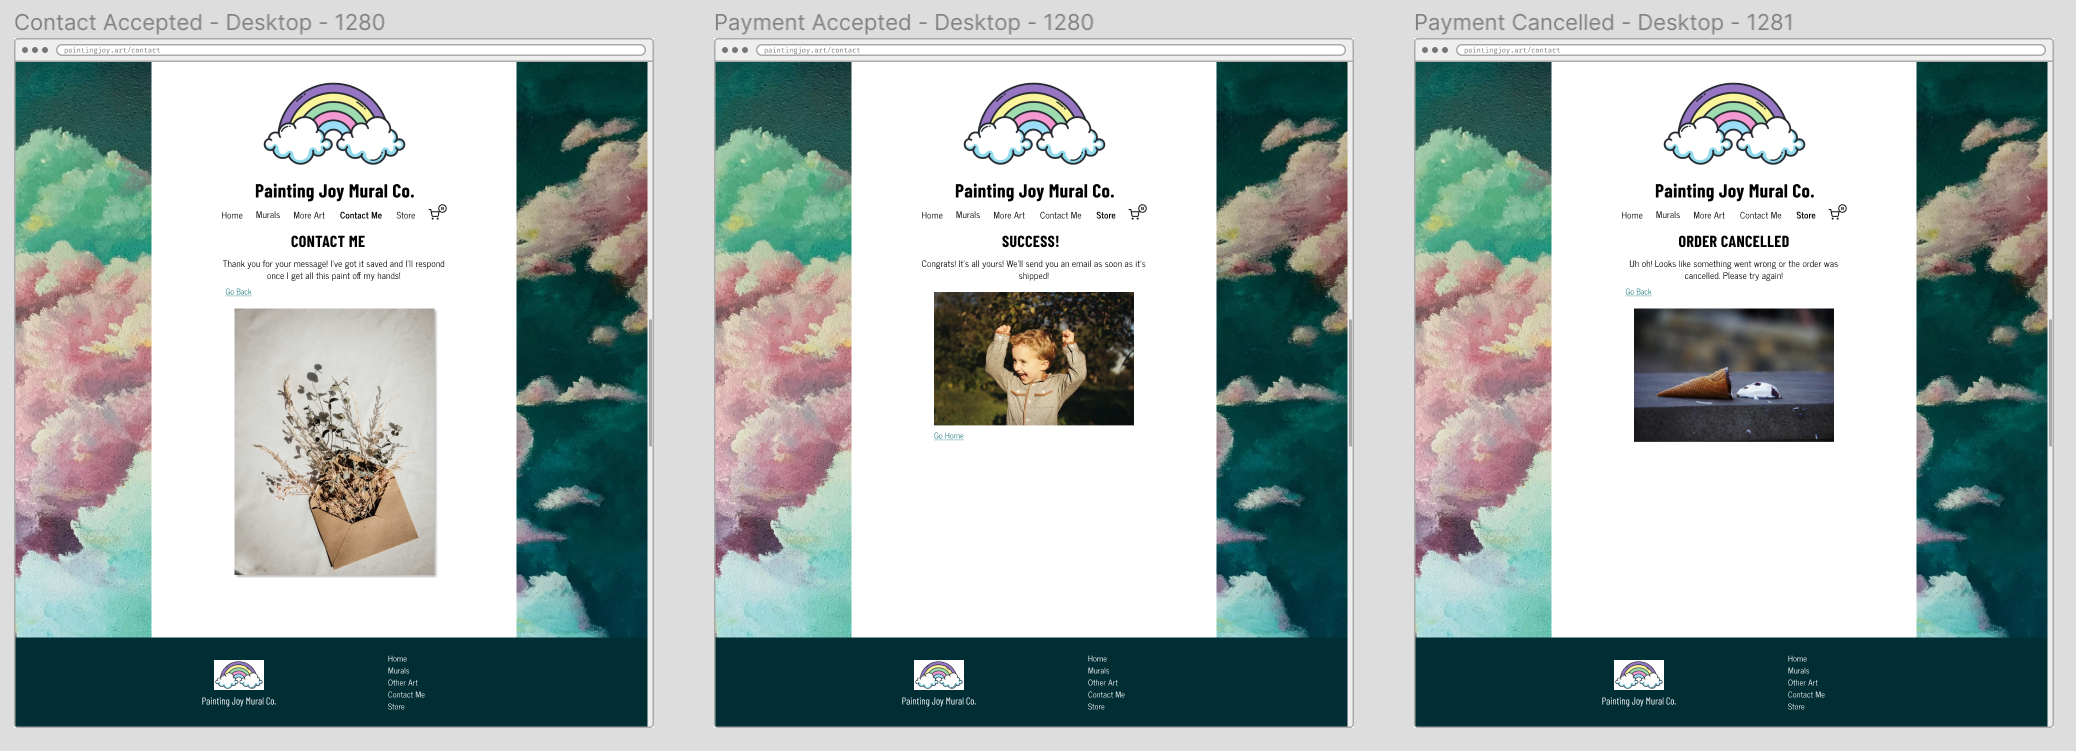 Contact Accepted - Desktop - 1280
paintingjoy.art/contact
Painting Joy Mural Co.
Home Murals More Art Contact Me Store
CONTACT ME
Thank you for your message! I've got it saved and I'll respond
once I get all this paint off my hands!
Go Back
Painting Joy Mural Co.
Home
Murals
Other Art
Contact Me
Store
Payment Accepted - Desktop - 1280
paintingjoy.art/contact
Painting Joy Mural Co.
Home Murals More Art Contact Me Store
SUCCESS!
Congrats! It's all yours! We'll send you an email as soon as it's
shipped!
Go Home
Painting Joy Mural Co.
Home
Murals
Other Art
Contact Me
Store
Payment Cancelled - Desktop - 1281
paintingjoy.art/contact
Painting Joy Mural Co.
Home Murals More Art Contact Me Store
ORDER CANCELLED
Uh oh! Looks like something went wrong or the order was
cancelled. Please try again!
Go Back
Painting Joy Mural Co.
Home
Murals
Other Art
Contact Me
Store